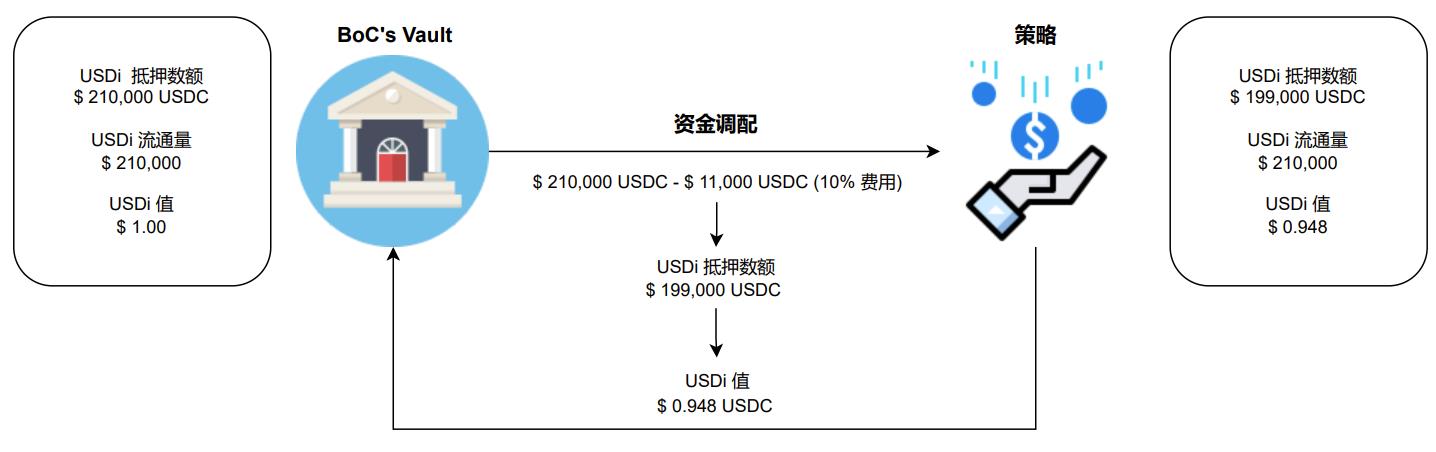 USDi 抵押数额
$ 210,000 USDC
USDi 流通量
$ 210,000
USDi 值
$ 1.00
BoC's Vault
资金调配
$ 210,000 USDC - $ 11,000 USDC (10% 费用)
USDi 抵押数额
$ 199,000 USDC
USDi 值
$ 0.948 USDC
策略
$
USDi 抵押数额
$ 199,000 USDC
USDi 流通量
$ 210,000
USDi 值
$ 0.948